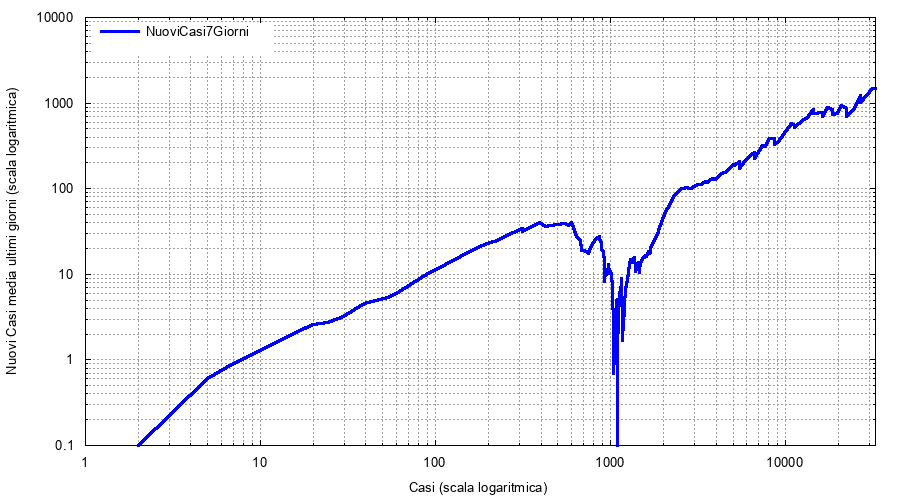 10000
NuoviCasi7Giorni
1000
100
10
1
0.1
Nuovi Casi media ultimi giorni (scala logaritmica)
1 10 100 1000 10000
Casi (scala logaritmica)